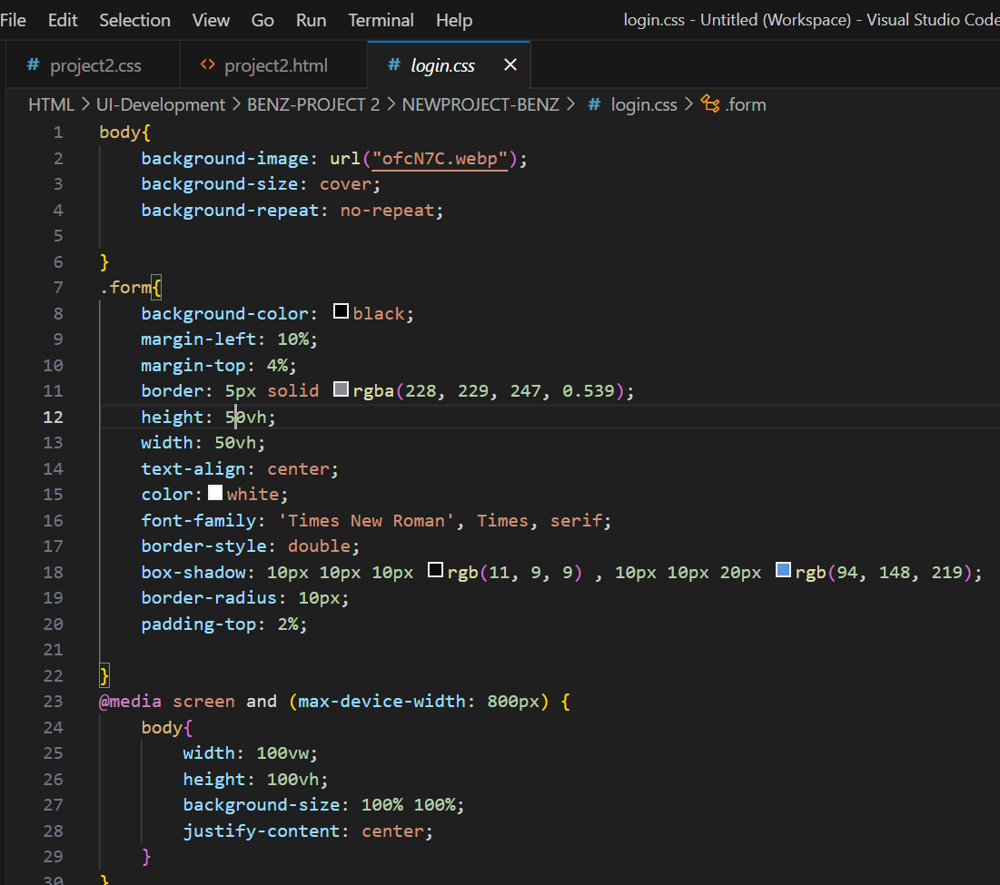 File Edit Selection View Go Run Terminal Help login.css - Untitled (Workspace) - Visual Studio Code
# project2.css <> project2.html # login.css ×
HTML > UI-Development > BENZ-PROJECT 2 > NEWPROJECT-BENZ > # login.css > .form
1 body{
2 background-image: url("ofcN7C.webp");
3 background-size: cover;
4 background-repeat: no-repeat;
5
6 }
7 .form{
8 background-color: black;
9 margin-left: 10%;
10 margin-top: 4%;
11 border: 5px solid rgba(228, 229, 247, 0.539);
12 height: 50vh;
13 width: 50vh;
14 text-align: center;
15 color: white;
16 font-family: 'Times New Roman', Times, serif;
17 border-style: double;
18 box-shadow: 10px 10px 10px rgb(11, 9, 9) , 10px 10px 20px rgb(94, 148, 219);
19 border-radius: 10px;
20 padding-top: 2%;
21
22 }
23 @media screen and (max-device-width: 800px) {
24 body{
25 width: 100vw;
26 height: 100vh;
27 background-size: 100% 100%;
28 justify-content: center;
29 }
30 }